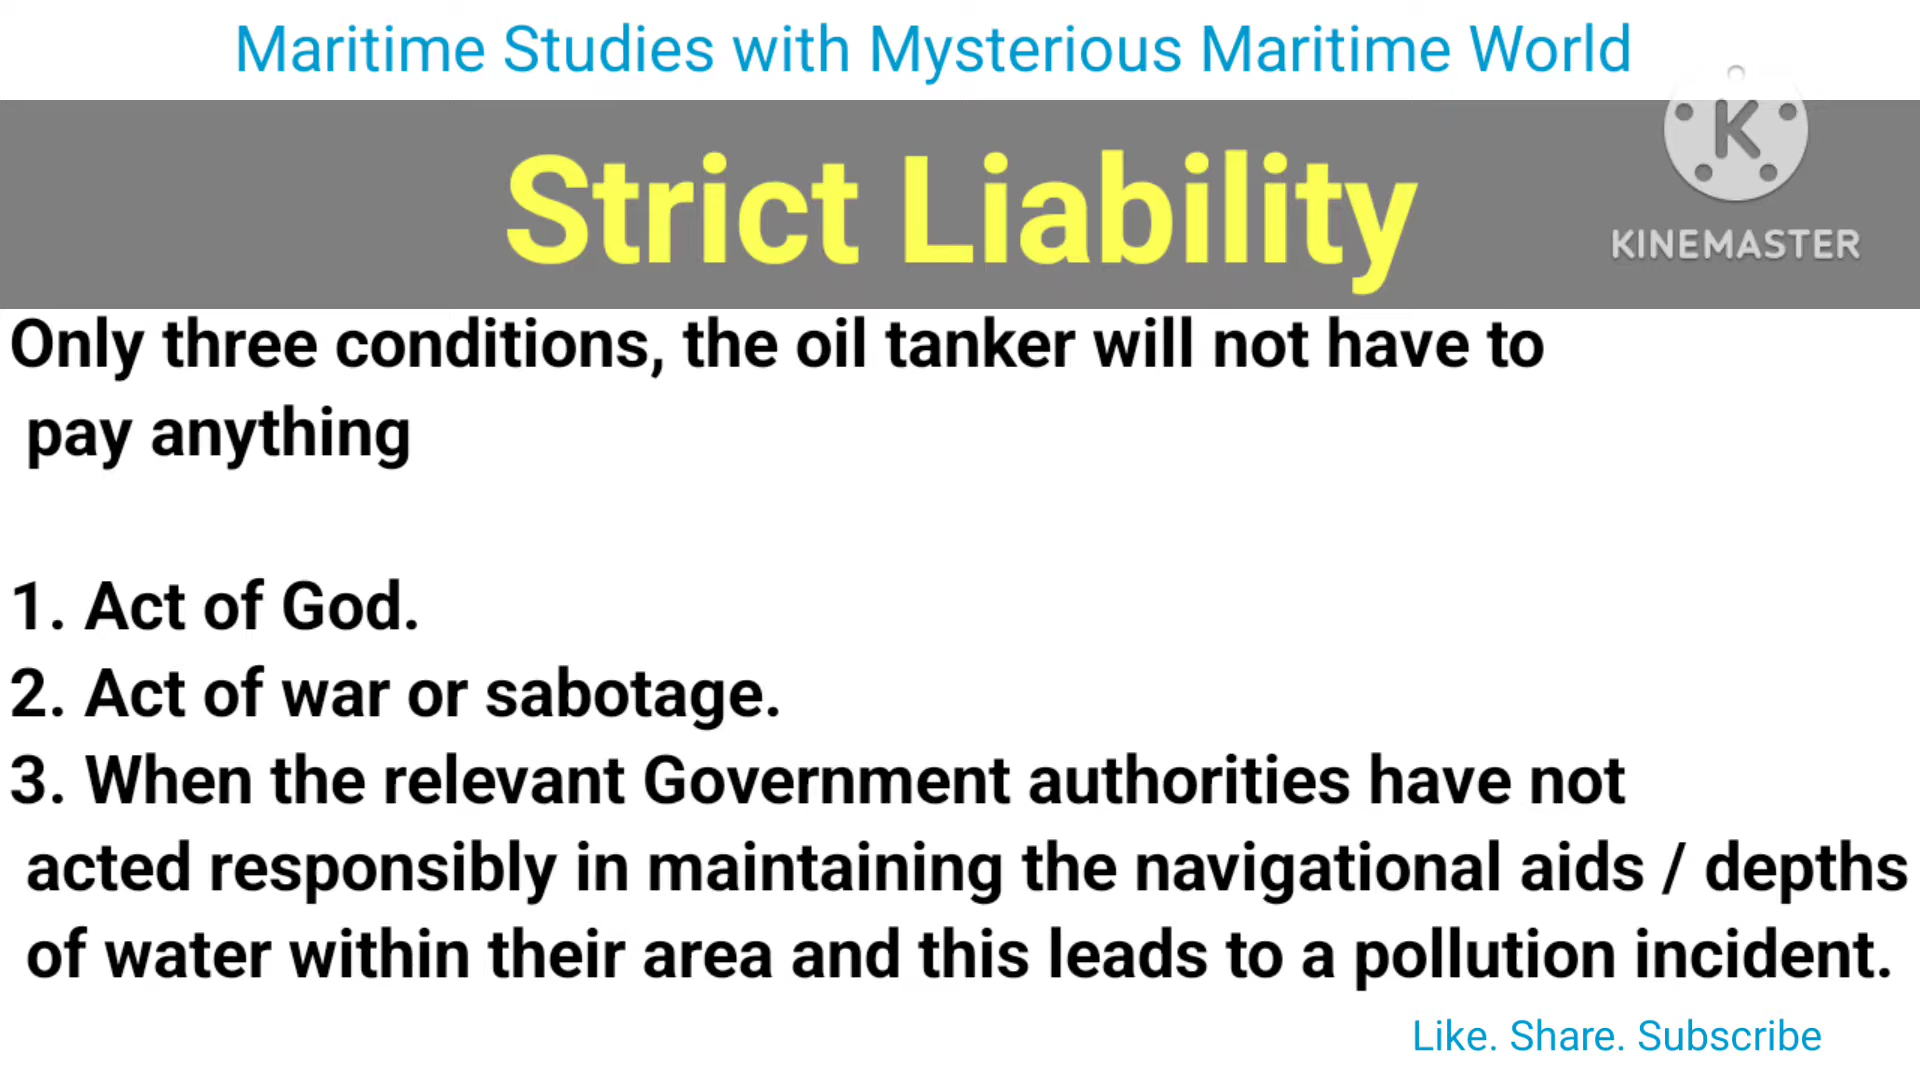 Maritime Studies with Mysterious Maritime World
Strict Liability
K
KINEMASTER
Only three conditions, the oil tanker will not have to
pay anything
1. Act of God.
2. Act of war or sabotage.
3. When the relevant Government authorities have not
acted responsibly in maintaining the navigational aids / depths
of water within their area and this leads to a pollution incident.
Like. Share. Subscribe